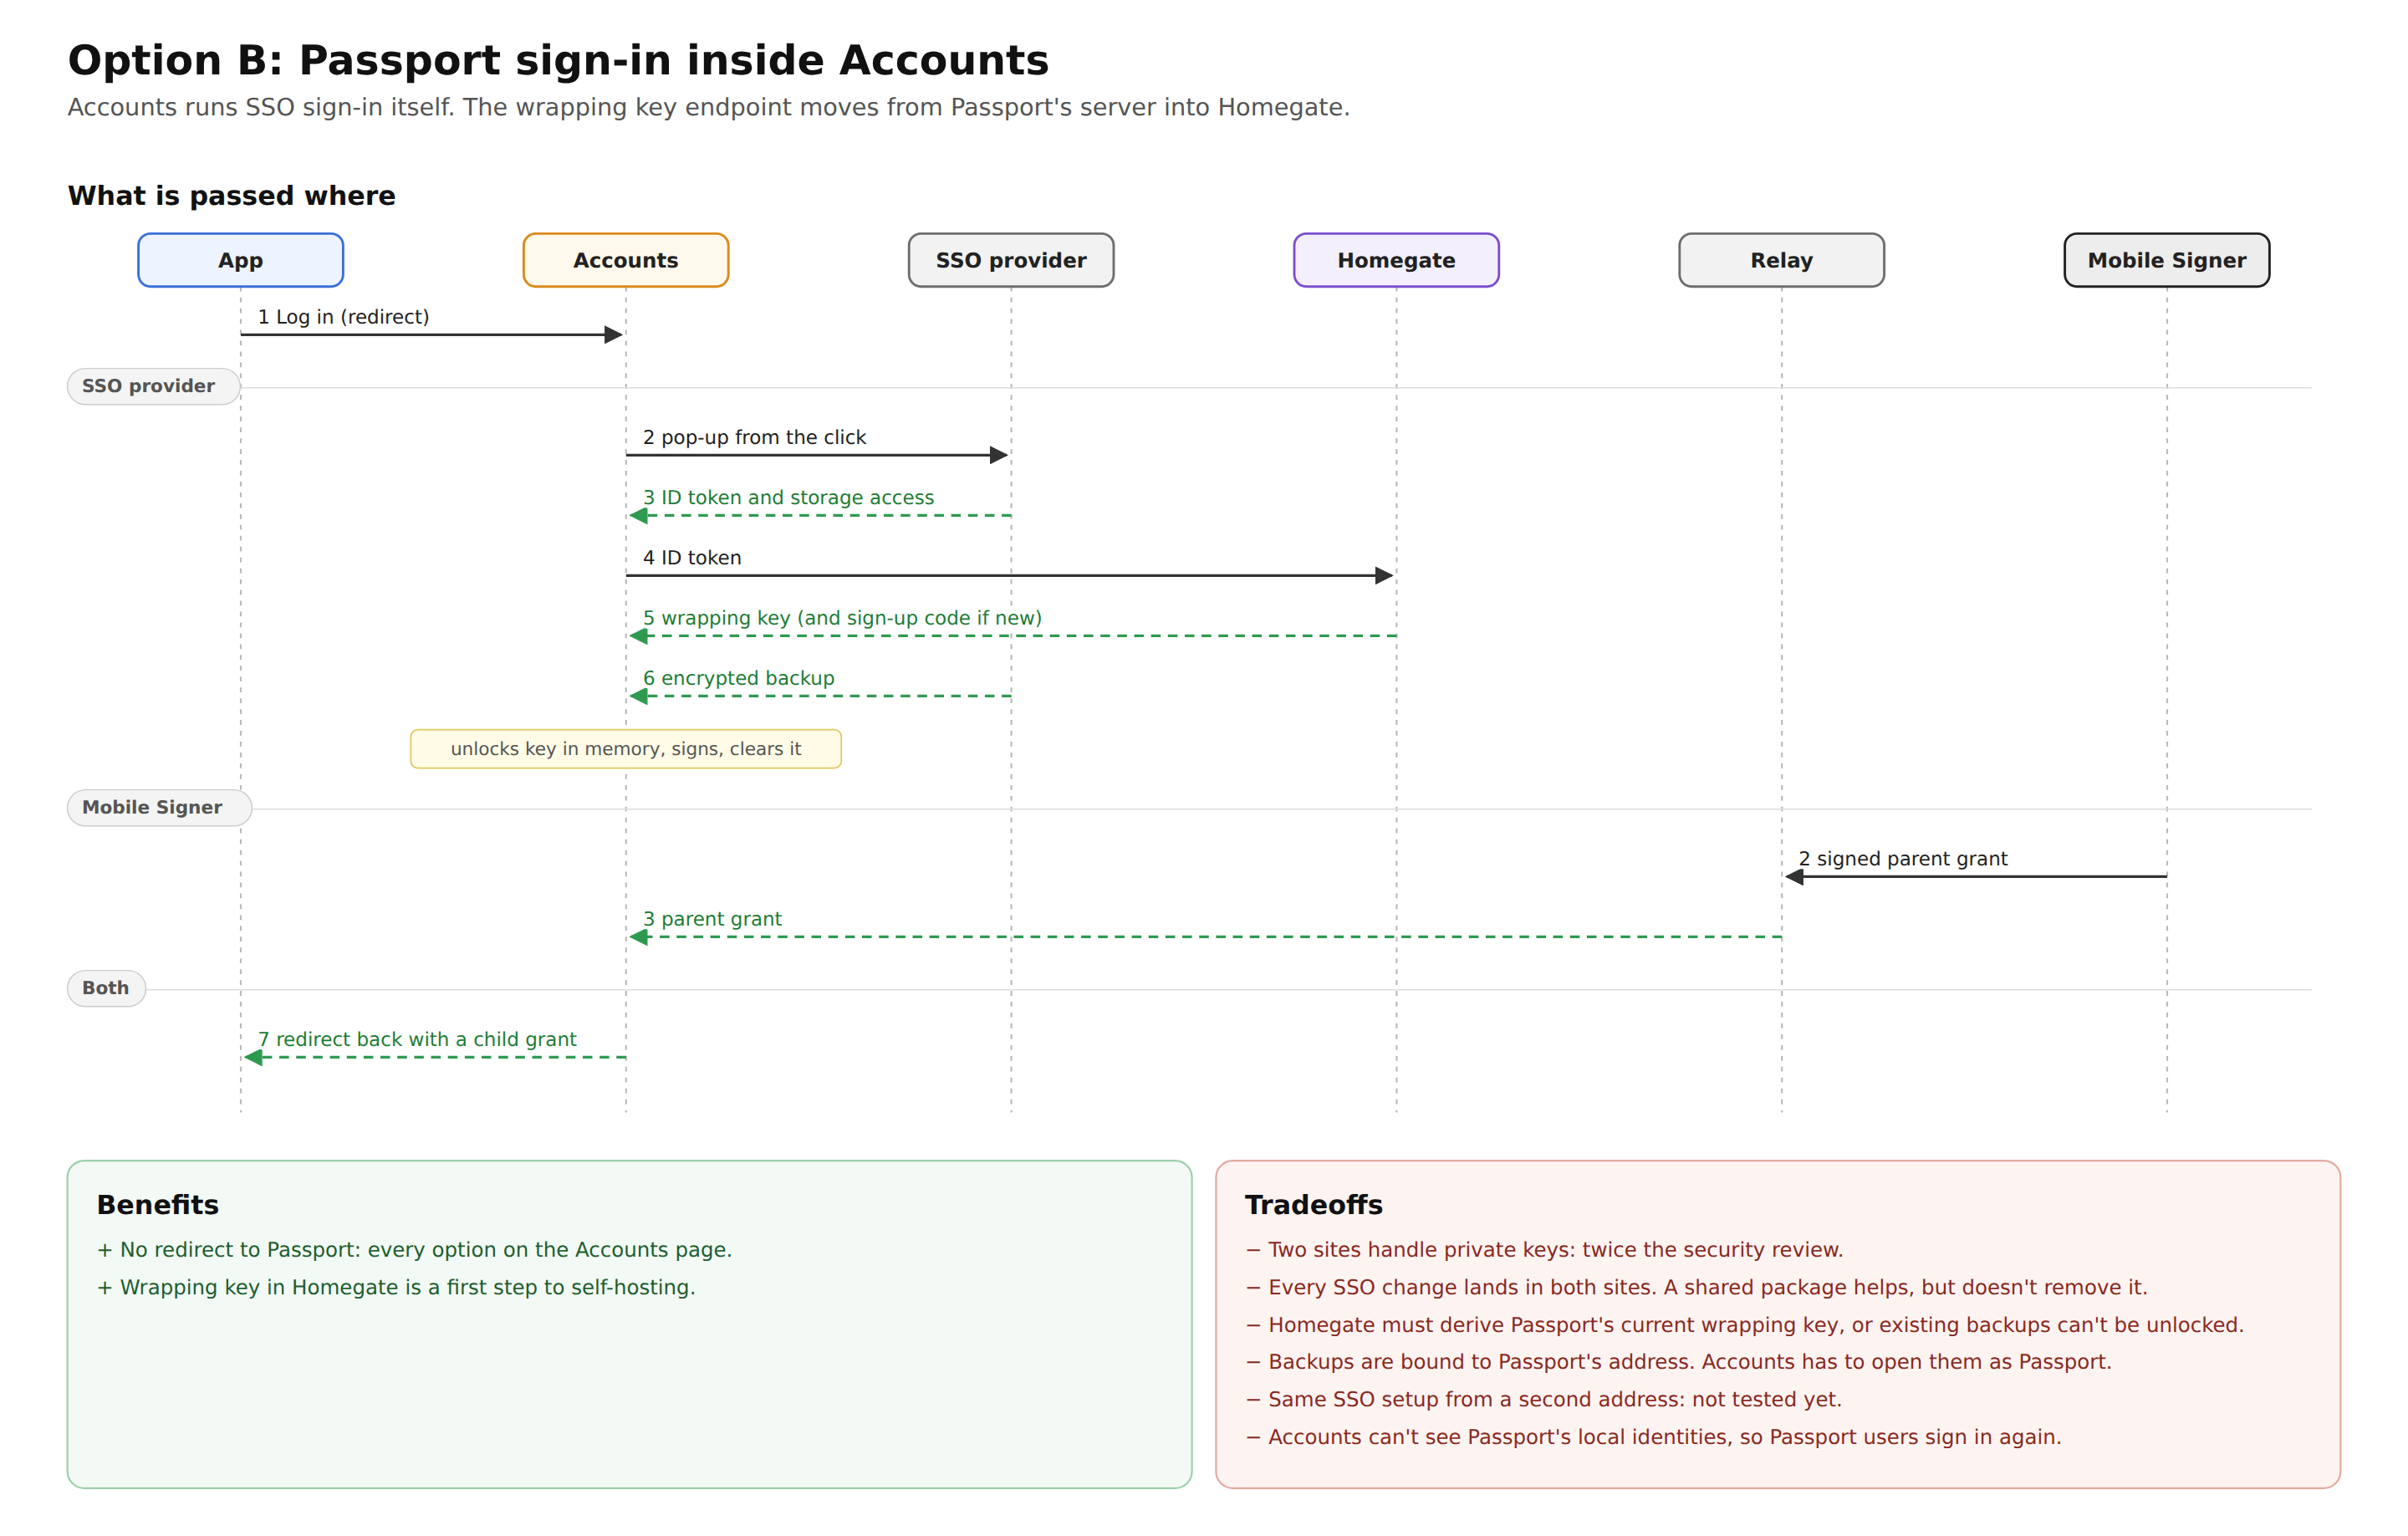 Option B: Passport sign-in inside Accounts
Accounts runs SSO sign-in itself. The wrapping key endpoint moves from Passport's server into Homegate.
What is passed where
App
Accounts
SSO provider
Homegate
Relay
Mobile Signer
1 Log in (redirect)
SSO provider
2 pop-up from the click
3 ID token and storage access
4 ID token
5 wrapping key (and sign-up code if new)
6 encrypted backup
unlocks key in memory, signs, clears it
Mobile Signer
2 signed parent grant
3 parent grant
Both
7 redirect back with a child grant
Benefits
+ No redirect to Passport: every option on the Accounts page.
+ Wrapping key in Homegate is a first step to self-hosting.
Tradeoffs
− Two sites handle private keys: twice the security review.
− Every SSO change lands in both sites. A shared package helps, but doesn't remove it.
− Homegate must derive Passport's current wrapping key, or existing backups can't be unlocked.
− Backups are bound to Passport's address. Accounts has to open them as Passport.
− Same SSO setup from a second address: not tested yet.
− Accounts can't see Passport's local identities, so Passport users sign in again.